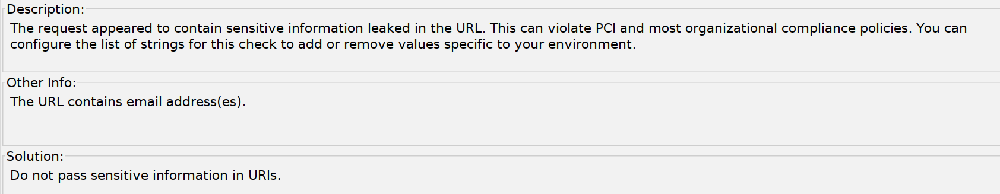 Description:
The request appeared to contain sensitive information leaked in the URL. This can violate PCI and most organizational compliance policies. You can
configure the list of strings for this check to add or remove values specific to your environment.
Other Info:
The URL contains email address(es).
Solution:
Do not pass sensitive information in URIs.